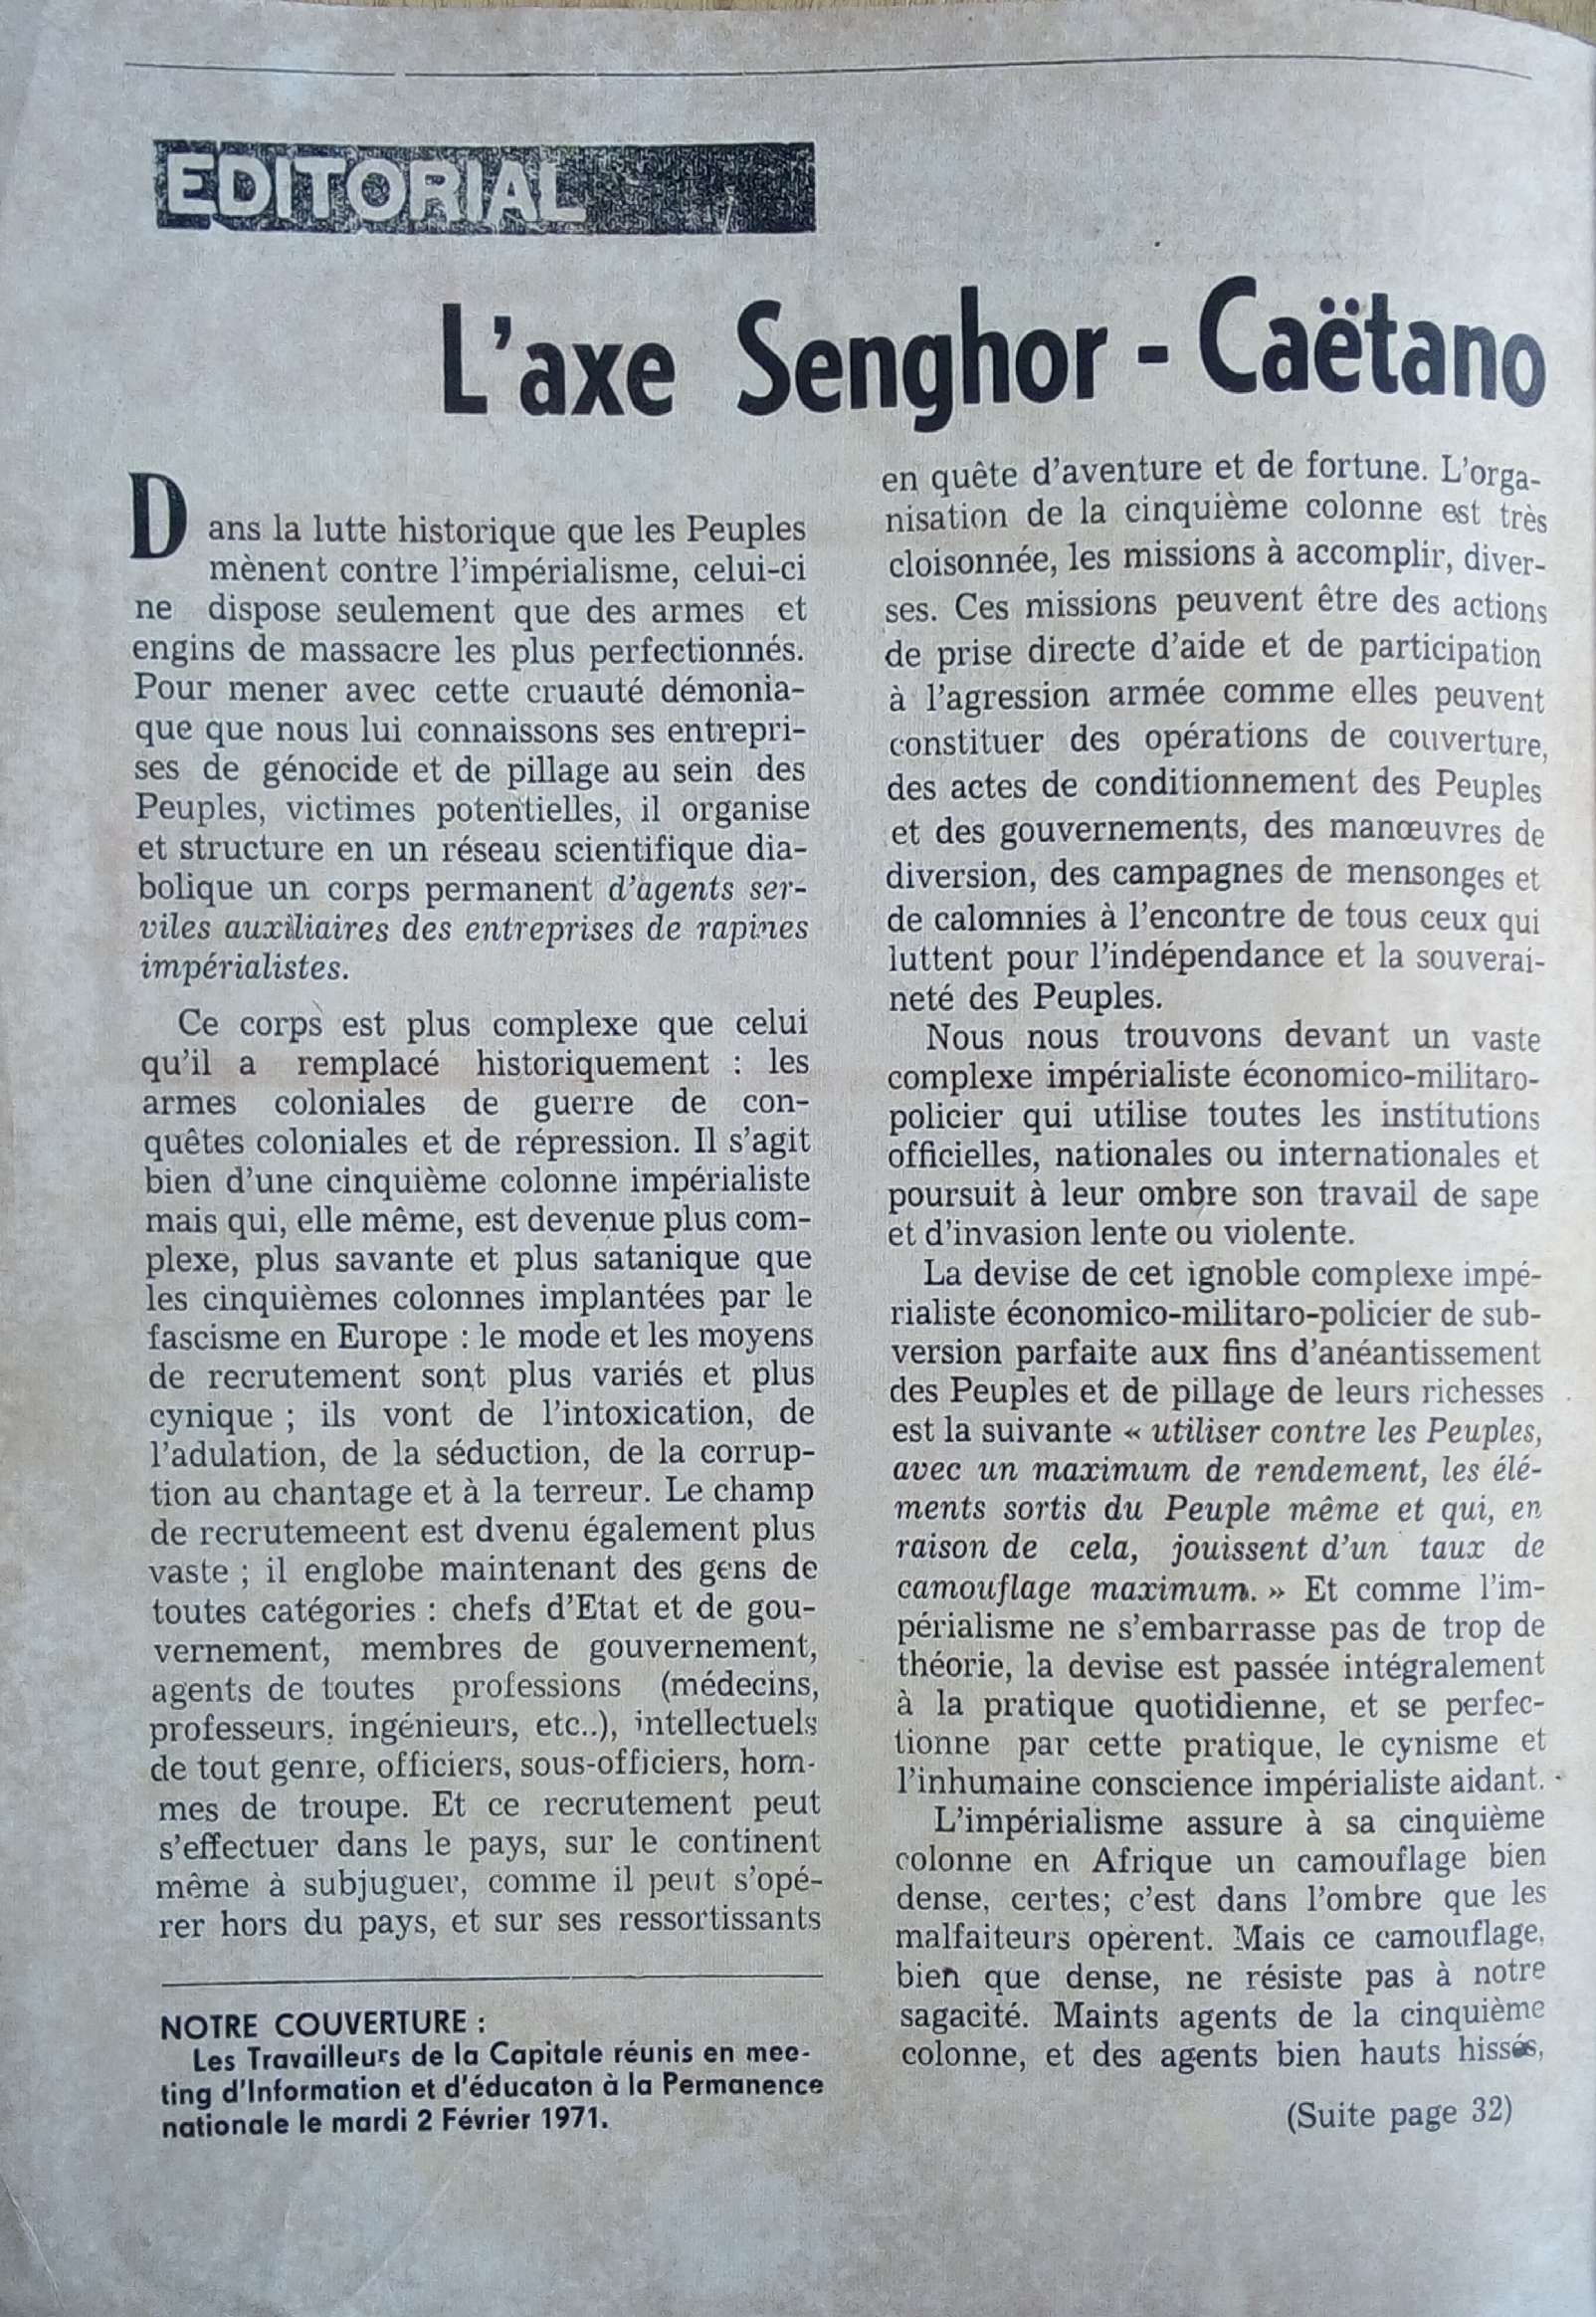 EDITORIAL
L'axe Senghor - Caëtano
Dans la lutte historique que les Peuples
mènent contre l'impérialisme, celui-ci
ne dispose seulement que des armes et
engins de massacre les plus perfectionnés.
Pour mener avec cette cruauté démonia-
que que nous lui connaissons ses entrepri-
ses de génocide et de pillage au sein des
Peuples, victimes potentielles, il organise
et structure en un réseau scientifique dia-
bolique un corps permanent d'agents ser-
viles auxiliaires des entreprises de rapines
impérialistes.
Ce corps est plus complexe que celui
qu'il a remplacé historiquement : les
armes coloniales de guerre de con-
quêtes coloniales et de répression. Il s'agit
bien d'une cinquième colonne impérialiste
mais qui, elle même, est devenue plus com-
plexe, plus savante et plus satanique que
les cinquièmes colonnes implantées par le
fascisme en Europe : le mode et les moyens
de recrutement sont plus variés et plus
cynique ; ils vont de l'intoxication, de
l'adulation, de la séduction, de la corrup-
tion au chantage et à la terreur. Le champ
de recrutemeent est dvenu également plus
vaste ; il englobe maintenant des gens de
toutes catégories : chefs d'Etat et de gou-
vernement, membres de gouvernement,
agents de toutes professions (médecins,
professeurs, ingénieurs, etc..), intellectuels
de tout genre, officiers, sous-officiers, hom-
mes de troupe. Et ce recrutement peut
s'effectuer dans le pays, sur le continent
même à subjuguer, comme il peut s'opé-
rer hors du pays, et sur ses ressortissants
NOTRE COUVERTURE :
Les Travailleurs de la Capitale réunis en mee-
ting d'Information et d'éducaton à la Permanence
nationale le mardi 2 Février 1971.
en quête d'aventure et de fortune. L'orga-
nisation de la cinquième colonne est très
cloisonnée, les missions à accomplir, diver-
ses. Ces missions peuvent être des actions
de prise directe d'aide et de participation
à l'agression armée comme elles peuvent
constituer des opérations de couverture,
des actes de conditionnement des Peuples
et des gouvernements, des manœuvres de
diversion, des campagnes de mensonges et
de calomnies à l'encontre de tous ceux qui
luttent pour l'indépendance et la souverai-
neté des Peuples.
Nous nous trouvons devant un vaste
complexe impérialiste économico-militaro-
policier qui utilise toutes les institutions
officielles, nationales ou internationales et
poursuit à leur ombre son travail de sape
et d'invasion lente ou violente.
La devise de cet ignoble complexe impé-
rialiste économico-militaro-policier de sub-
version parfaite aux fins d'anéantissement
des Peuples et de pillage de leurs richesses
est la suivante « utiliser contre les Peuples,
avec un maximum de rendement, les élé-
ments sortis du Peuple même et qui, en
raison de cela, jouissent d'un taux de
camouflage maximum. » Et comme l'im-
périalisme ne s'embarrasse pas de trop de
théorie, la devise est passée intégralement
à la pratique quotidienne, et se perfec-
tionne par cette pratique, le cynisme et
l'inhumaine conscience impérialiste aidant.
L'impérialisme assure à sa cinquième
colonne en Afrique un camouflage bien
dense, certes; c'est dans l'ombre que les
malfaiteurs opèrent. Mais ce camouflage,
bien que dense, ne résiste pas à notre
sagacité. Maints agents de la cinquième
colonne, et des agents bien hauts hissés,
(Suite page 32)